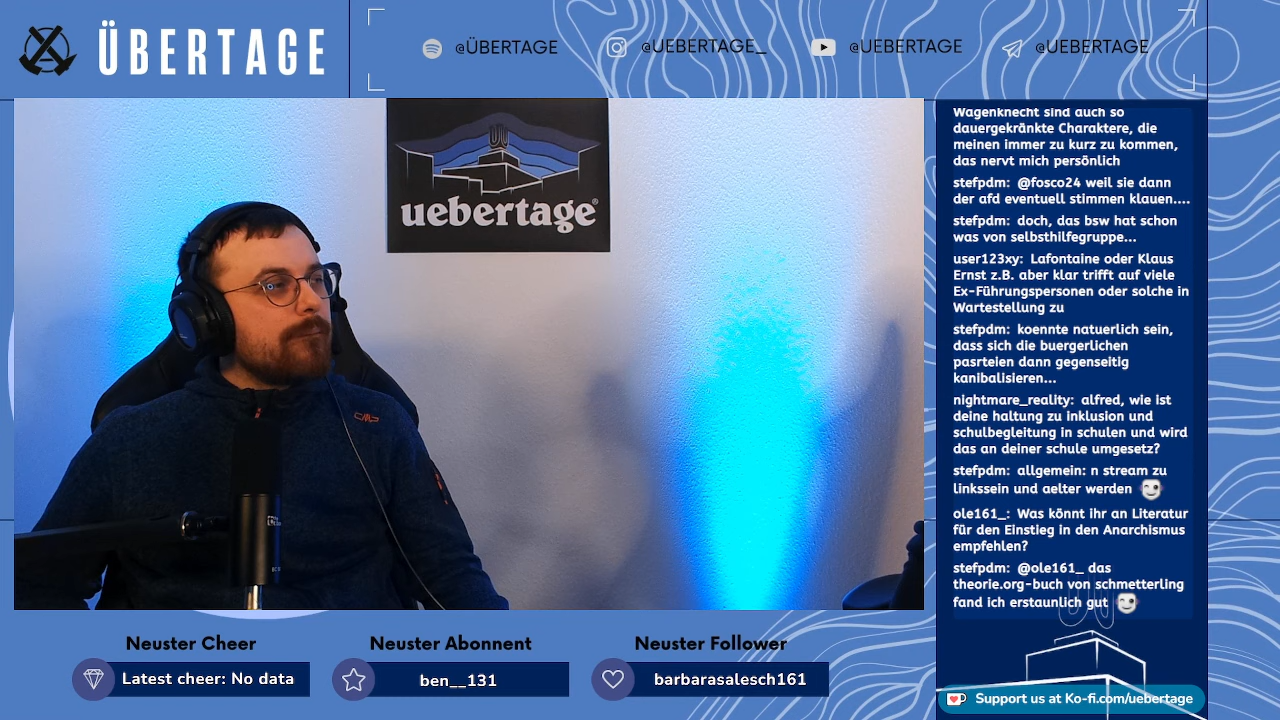 ÜBERTAGE
@ÜBERTAGE
@UEBERTAGE_
@UEBERTAGE
@UEBERTAGE
uebertage®
Wagenknecht sind auch so
dauergekränkte Charaktere, die
meinen immer zu kurz zu kommen,
das nervt mich persönlich
stefpdm: @fosco24 weil sie dann
der afd eventuell stimmen klauen....
stefpdm: doch, das bsw hat schon
was von selbsthilfegruppe...
user123xy: Lafontaine oder Klaus
Ernst z.B. aber klar trifft auf viele
Ex-Führungspersonen oder solche in
Wartestellung zu
stefpdm: koennte natuerlich sein,
dass sich die buergerlichen
pasrteien dann gegenseitig
kanibalisieren...
nightmare_reality: alfred, wie ist
deine haltung zu inklusion und
schulbegleitung in schulen und wird
das an deiner schule umgesetz?
stefpdm: allgemein: n stream zu
linkssein und aelter werden
ole161_: Was könnt ihr an Literatur
für den Einstieg in den Anarchismus
empfehlen?
stefpdm: @ole161_ das
theorie.org-buch von schmetterling
fand ich erstaunlich gut
Neuster Cheer
Latest cheer: No data
Neuster Abonnent
ben__131
Neuster Follower
barbarasalesch161
Support us at Ko-fi.com/uebertage